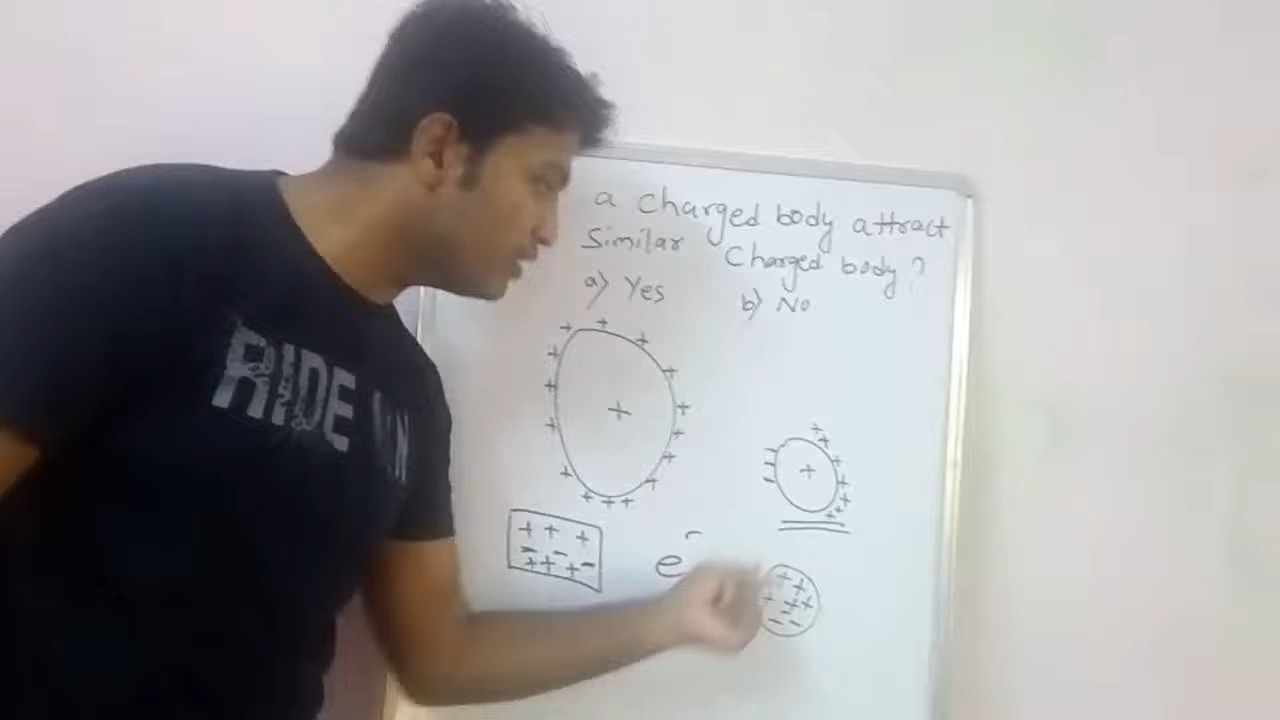 a charged body attract
Similar Charged body?
a) Yes b) No
+ + + + + + + + + + + + + + + +
+
+ + + + + + + +
+
+ + +
- -
+ + + -
e-
+ + + + + +
- - -
RIDE